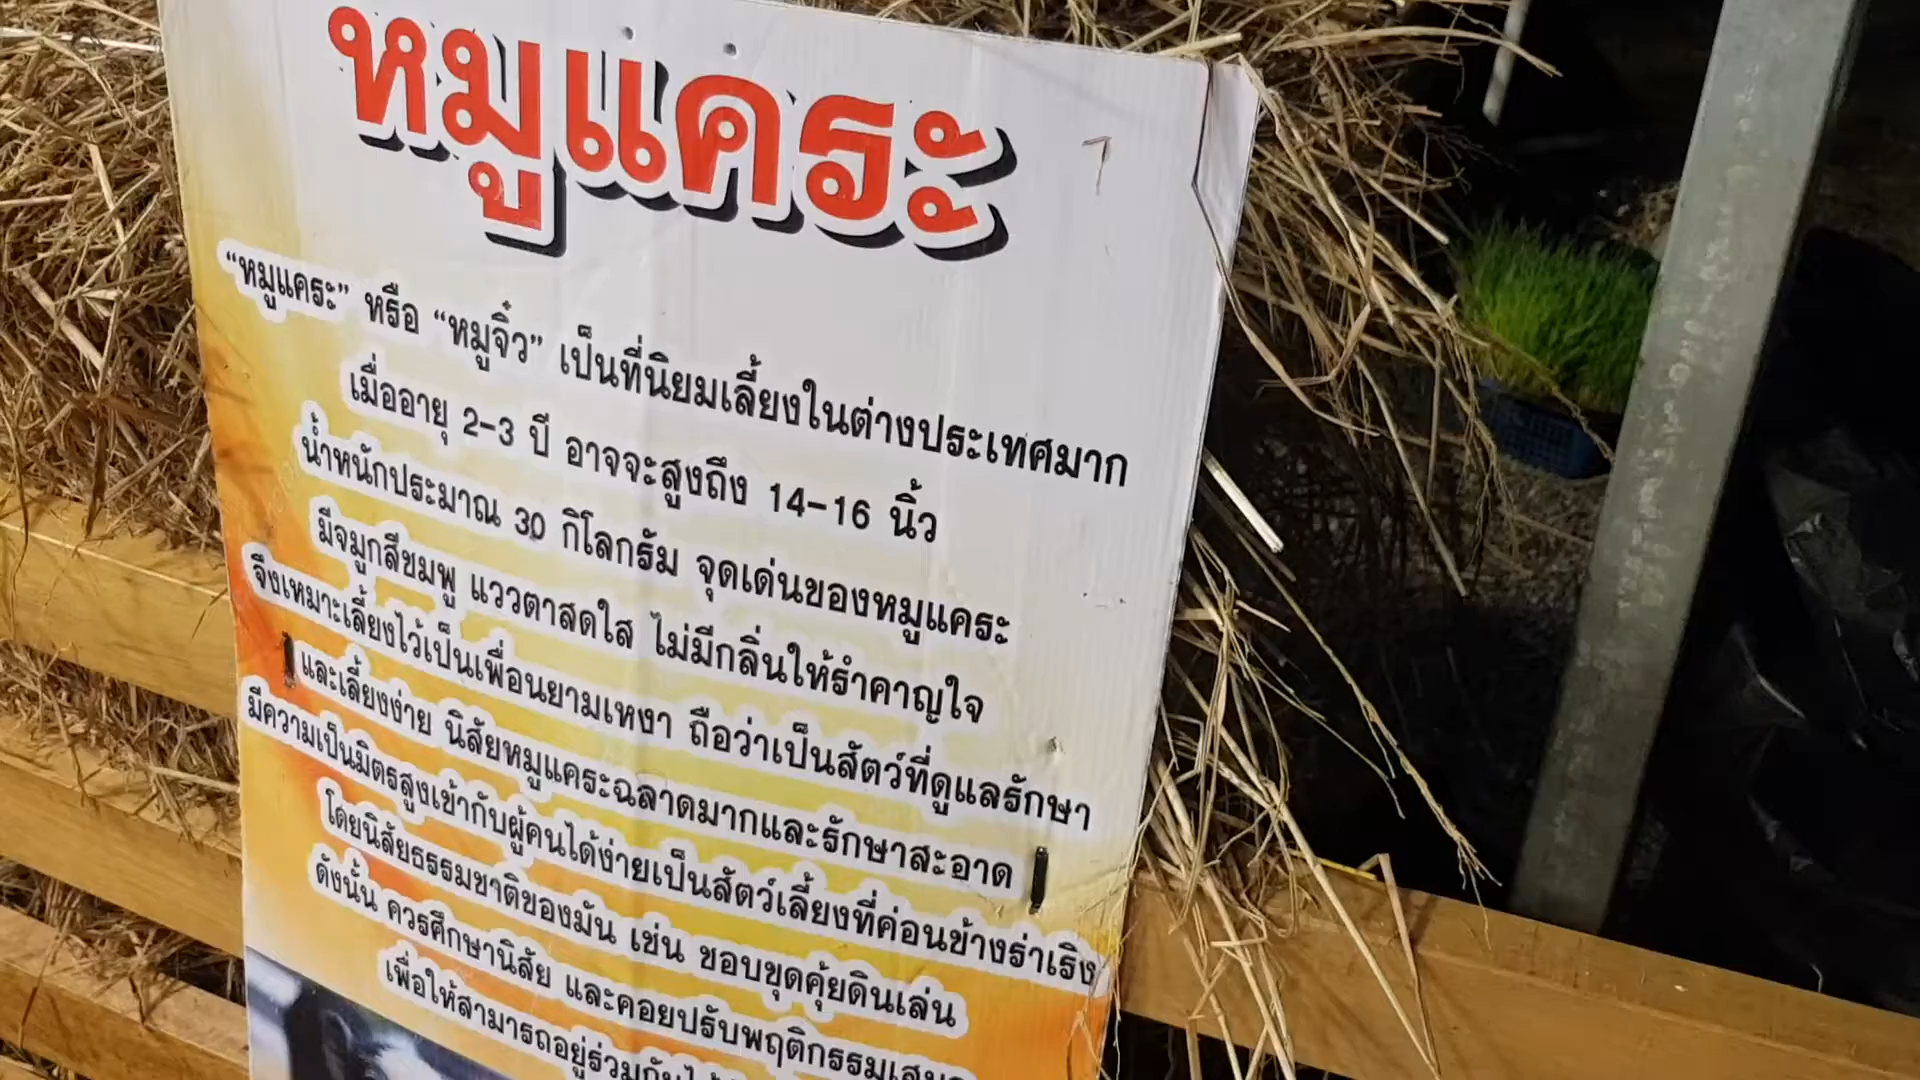 หมูแคระ
“หมูแคระ” หรือ “หมูจิ๋ว” เป็นที่นิยมเลี้ยงในต่างประเทศมาก
เมื่ออายุ 2-3 ปี อาจจะสูงถึง 14-16 นิ้ว
น้ำหนักประมาณ 30 กิโลกรัม จุดเด่นของหมูแคระ
มีจมูกสีชมพู แววตาสดใส ไม่มีกลิ่นให้รำคาญใจ
จึงเหมาะเลี้ยงไว้เป็นเพื่อนยามเหงา ถือว่าเป็นสัตว์ที่ดูแลรักษา
และเลี้ยงง่าย นิสัยหมูแคระฉลาดมากและรักษาสะอาด
มีความเป็นมิตรสูงเข้ากับผู้คนได้ง่ายเป็นสัตว์เลี้ยงที่ค่อนข้างร่าเริง
โดยนิสัยธรรมชาติของมัน เช่น ชอบขุดคุ้ยดินเล่น
ดังนั้น ควรศึกษานิสัย และคอยปรับพฤติกรรม
เพื่อให้สามารถอยู่ร่วมกัน